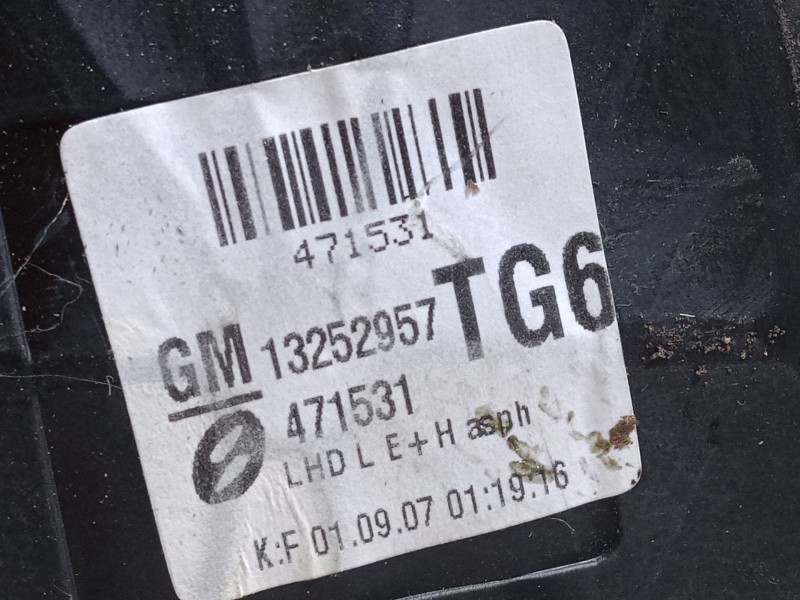 471531
GM 13252957 TG6
471531
LHD L E+H asph
K:F 01.09.07 01:19:16